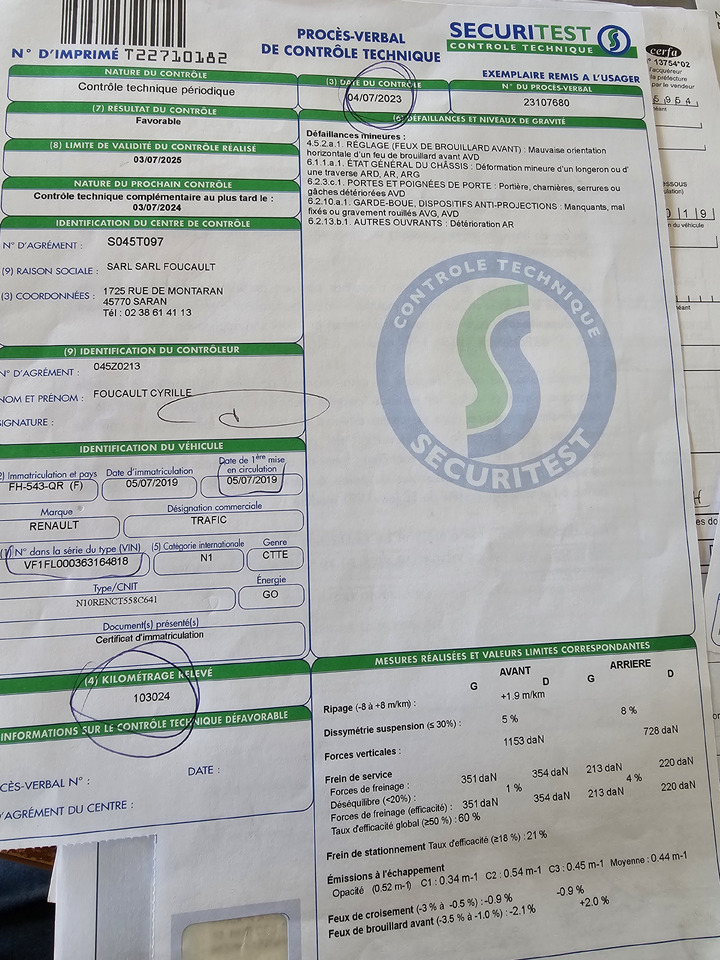 N° D'IMPRIMÉ T22710182
PROCÈS-VERBAL
DE CONTRÔLE TECHNIQUE
SECURITEST
CONTROLE TECHNIQUE
EXEMPLAIRE REMIS A L'USAGER
NATURE DU CONTRÔLE
Contrôle technique périodique
(3) DATE DU CONTRÔLE
04/07/2023
N° DU PROCÈS-VERBAL
23107680
(7) RÉSULTAT DU CONTRÔLE
Favorable
(8) LIMITE DE VALIDITÉ DU CONTRÔLE RÉALISÉ
03/07/2025
NATURE DU PROCHAIN CONTRÔLE
Contrôle technique complémentaire au plus tard le :
03/07/2024
(6) DÉFAILLANCES ET NIVEAUX DE GRAVITÉ
Défaillances mineures :
4.5.2.a.1. RÉGLAGE (FEUX DE BROUILLARD AVANT) : Mauvaise orientation
horizontale d'un feu de brouillard avant AVD
6.1.1.a.1. ÉTAT GÉNÉRAL DU CHÂSSIS : Déformation mineure d'un longeron ou d'
une traverse ARD, AR, ARG
6.2.3.c.1. PORTES ET POIGNÉES DE PORTE : Portière, charnières, serrures ou
gâches détériorées AVD
6.2.10.a.1. GARDE-BOUE, DISPOSITIFS ANTI-PROJECTIONS : Manquants, mal
fixés ou gravement rouillés AVG, AVD
6.2.13.b.1. AUTRES OUVRANTS : Détérioration AR
CONTROLE TECHNIQUE
SECURITEST
IDENTIFICATION DU CENTRE DE CONTRÔLE
N° D'AGRÉMENT : S045T097
(9) RAISON SOCIALE : SARL SARL FOUCAULT
(3) COORDONNÉES : 1725 RUE DE MONTARAN
45770 SARAN
Tél : 02 38 61 41 13
(9) IDENTIFICATION DU CONTRÔLEUR
N° D'AGRÉMENT : 045Z0213
NOM ET PRÉNOM : FOUCAULT CYRILLE
SIGNATURE :
IDENTIFICATION DU VÉHICULE
2) Immatriculation et pays
FH-543-QR (F)
Date d'immatriculation
05/07/2019
Date de 1ère mise
en circulation
05/07/2019
Marque
RENAULT
Désignation commerciale
TRAFIC
(1) N° dans la série du type (VIN)
VF1FL000363164818
(5) Catégorie internationale
N1
Genre
CTTE
Type/CNIT
N10RENCT558C641
Énergie
GO
Document(s) présenté(s)
Certificat d'immatriculation
(4) KILOMÉTRAGE RELEVÉ
103024
INFORMATIONS SUR LE CONTRÔLE TECHNIQUE DÉFAVORABLE
CÈS-VERBAL N° :
DATE :
D'AGRÉMENT DU CENTRE :
MESURES RÉALISÉES ET VALEURS LIMITES CORRESPONDANTES
AVANT ARRIERE
G D G D
Ripage (-8 à +8 m/km) : +1.9 m/km
Dissymétrie suspension (≤ 30%) : 5 % 8 %
Forces verticales : 1153 daN 728 daN
Frein de service
Forces de freinage : 351 daN 354 daN 213 daN 220 daN
Déséquilibre (<20%) : 1 % 4 %
Forces de freinage (efficacité) : 351 daN 354 daN 213 daN 220 daN
Taux d'efficacité global (≥50 %) : 60 %
Frein de stationnement Taux d'efficacité (≥18 %) : 21 %
Émissions à l'échappement
Opacité (0.52 m-1) C1 : 0.34 m-1 C2 : 0.54 m-1 C3 : 0.45 m-1 Moyenne : 0.44 m-1
Feux de croisement (-3 % à -0.5 %) : -0.9 % -0.9 %
Feux de brouillard avant (-3.5 % à -1.0 %) : -2.1% +2.0 %
cerfa
° 13754*02
l'acquéreur
la préfecture
par le vendeur
5954
essous
019
n du véhicule
néant